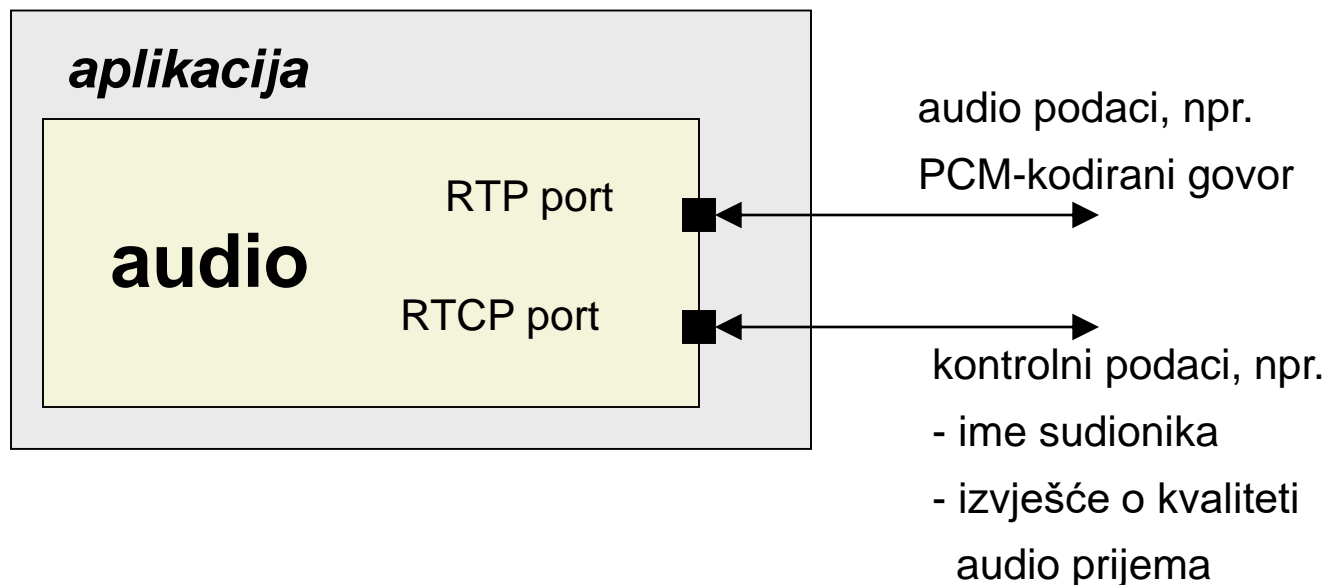 aplikacija
audio podaci, npr.
PCM-kodirani govor
RTP port
audio
RTCP port
kontrolni podaci, npr.
- ime sudionika
- izvješće o kvaliteti
audio prijema